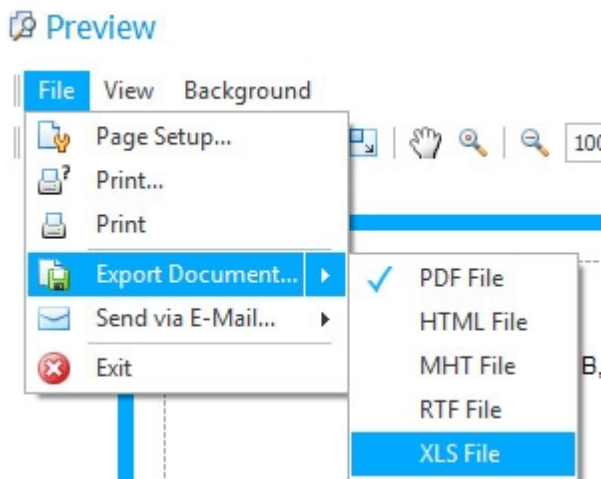 Preview
File View Background
Page Setup...
Print...
Print
Export Document...
Send via E-Mail...
Exit
PDF File
HTML File
MHT File
RTF File
XLS File